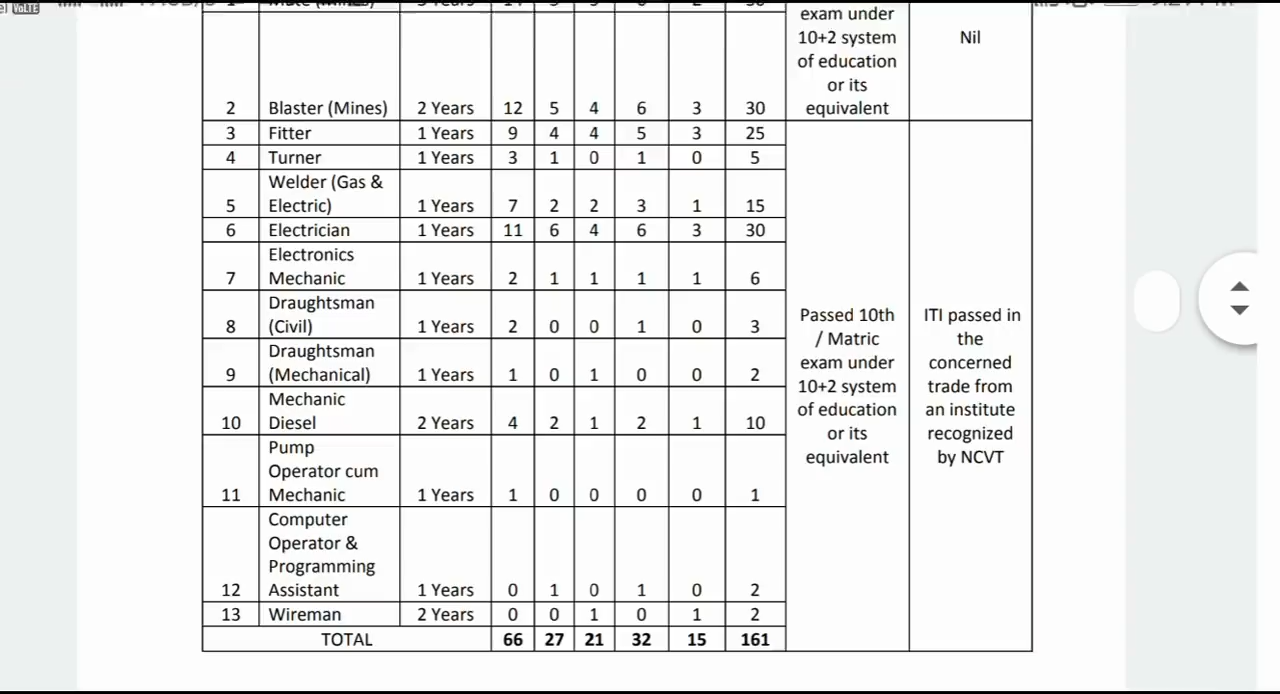 VoLTE
1 Mate (Mines) 3 Years
exam under
10+2 system
of education
or its
equivalent
Nil
2 Blaster (Mines) 2 Years 12 5 4 6 3 30
3 Fitter 1 Years 9 4 4 5 3 25
4 Turner 1 Years 3 1 0 1 0 5
Welder (Gas &
5 Electric) 1 Years 7 2 2 3 1 15
6 Electrician 1 Years 11 6 4 6 3 30
Electronics
7 Mechanic 1 Years 2 1 1 1 1 6
Draughtsman
8 (Civil) 1 Years 2 0 0 1 0 3
Draughtsman
9 (Mechanical) 1 Years 1 0 1 0 0 2
Mechanic
10 Diesel 2 Years 4 2 1 2 1 10
Pump
Operator cum
11 Mechanic 1 Years 1 0 0 0 0 1
Computer
Operator &
Programming
12 Assistant 1 Years 0 1 0 1 0 2
13 Wireman 2 Years 0 0 1 0 1 2
Passed 10th
/ Matric
exam under
10+2 system
of education
or its
equivalent
ITI passed in
the
concerned
trade from
an institute
recognized
by NCVT
TOTAL 66 27 21 32 15 161